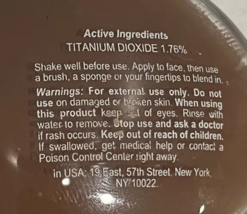 Active Ingredients
TITANIUM DIOXIDE 1.76%
Shake well before use. Apply to face, then use
a brush, a sponge or your fingertips to blend in.
Warnings: For external use only. Do not
use on damaged or broken skin. When using
this product keep out of eyes. Rinse with
water to remove. Stop use and ask a doctor
if rash occurs. Keep out of reach of children.
If swallowed, get medical help or contact a
Poison Control Center right away.
in USA: 19 East, 57th Street. New York,
NY 10022.